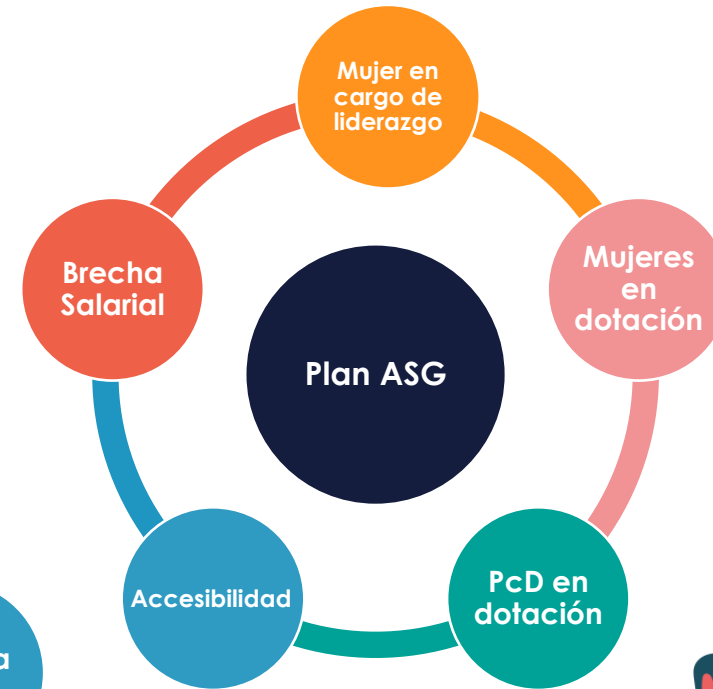 Mujer en
cargo de
liderazgo
Brecha
Salarial
Mujeres
en
dotación
Plan ASG
Accesibilidad
PcD en
dotación